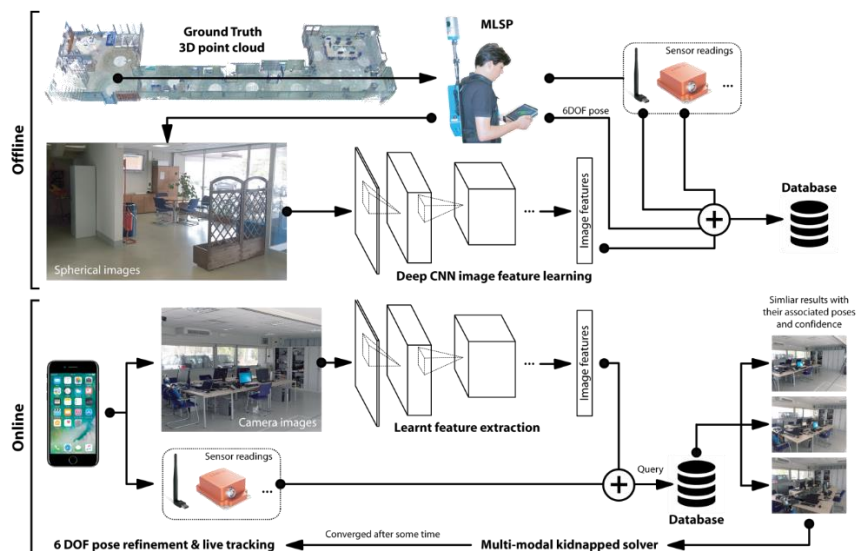 Ground Truth
3D point cloud
MLSP
Sensor readings
...
6DOF pose
Offline
Spherical images
...
Image features
Deep CNN image feature learning
Database
Online
Camera images
...
Image features
Learnt feature extraction
Simliar results with
their associated poses
and confidence
Sensor readings
...
Query
Database
6 DOF pose refinement & live tracking
Converged after some time
Multi-modal kidnapped solver